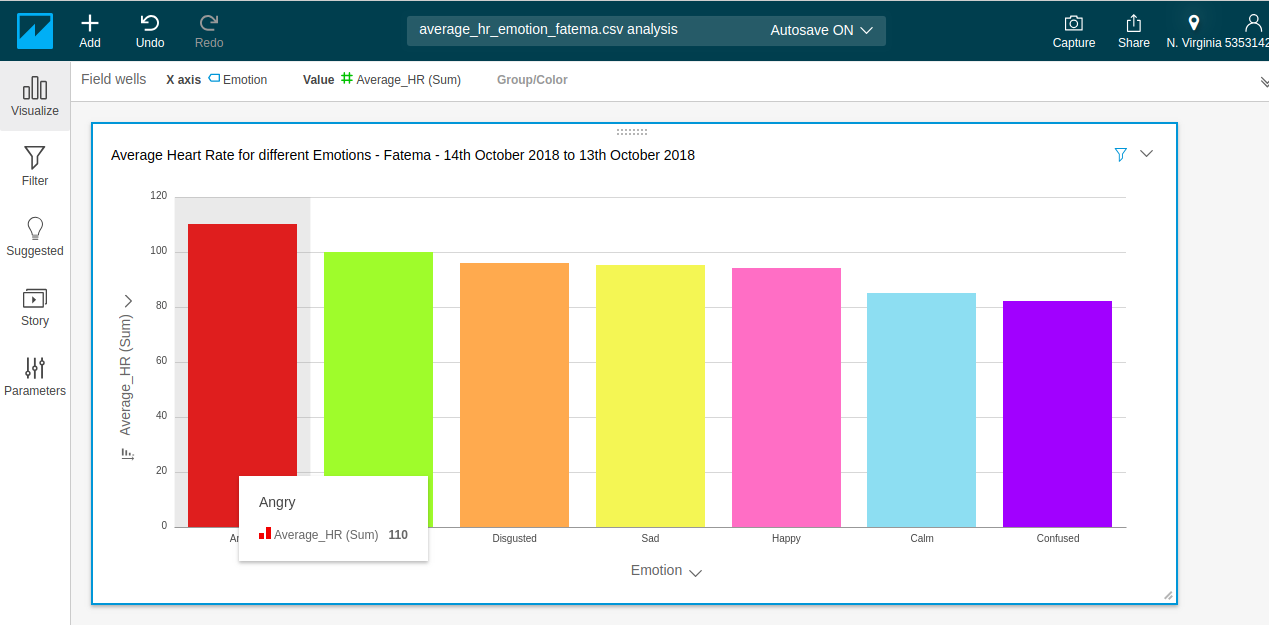 Add
Undo
Redo
average_hr_emotion_fatema.csv analysis
Autosave ON
Capture
Share
N. Virginia 5353142
Field wells
X axis Emotion
Value Average_HR (Sum)
Group/Color
Visualize
Filter
Suggested
Story
Parameters
Average Heart Rate for different Emotions - Fatema - 14th October 2018 to 13th October 2018
120
100
80
60
40
20
0
Average_HR (Sum)
Angry
Average_HR (Sum) 110
Disgusted
Sad
Happy
Calm
Confused
Emotion